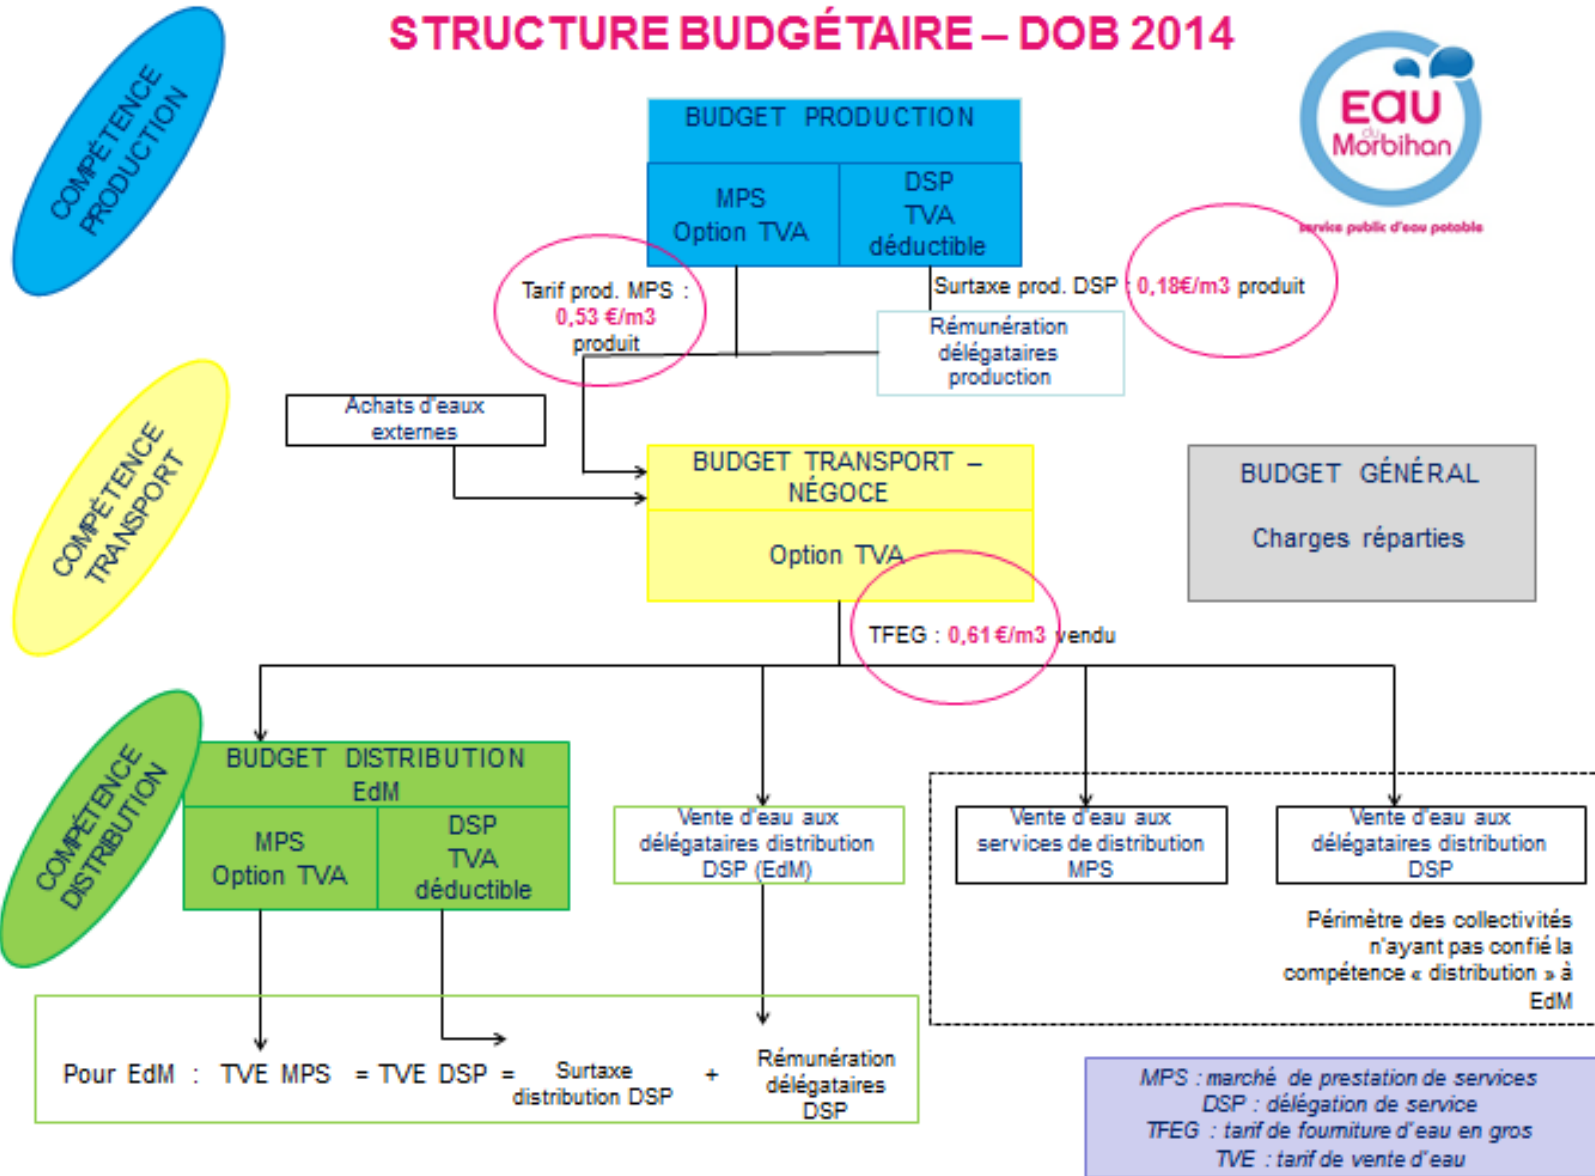 STRUCTURE BUDGÉTAIRE – DOB 2014
COMPÉTENCE
PRODUCTION
EAU
du
Morbihan
service public d'eau potable
BUDGET PRODUCTION
MPS
Option TVA
DSP
TVA
déductible
Tarif prod. MPS :
0,53 €/m3
produit
Surtaxe prod. DSP : 0,18€/m3 produit
Rémunération
délégataires
production
COMPÉTENCE
TRANSPORT
Achats d'eaux
externes
BUDGET TRANSPORT –
NÉGOCE
Option TVA
BUDGET GÉNÉRAL
Charges réparties
TFEG : 0,61 €/m3 vendu
COMPÉTENCE
DISTRIBUTION
BUDGET DISTRIBUTION
EdM
MPS
Option TVA
DSP
TVA
déductible
Vente d'eau aux
délégataires distribution
DSP (EdM)
Vente d'eau aux
services de distribution
MPS
Vente d'eau aux
délégataires distribution
DSP
Périmètre des collectivités
n'ayant pas confié la
compétence « distribution » à
EdM
Pour EdM : TVE MPS = TVE DSP =
Surtaxe
distribution DSP
+
Rémunération
délégataires
DSP
MPS : marché de prestation de services
DSP : délégation de service
TFEG : tarif de fourniture d'eau en gros
TVE : tarif de vente d'eau